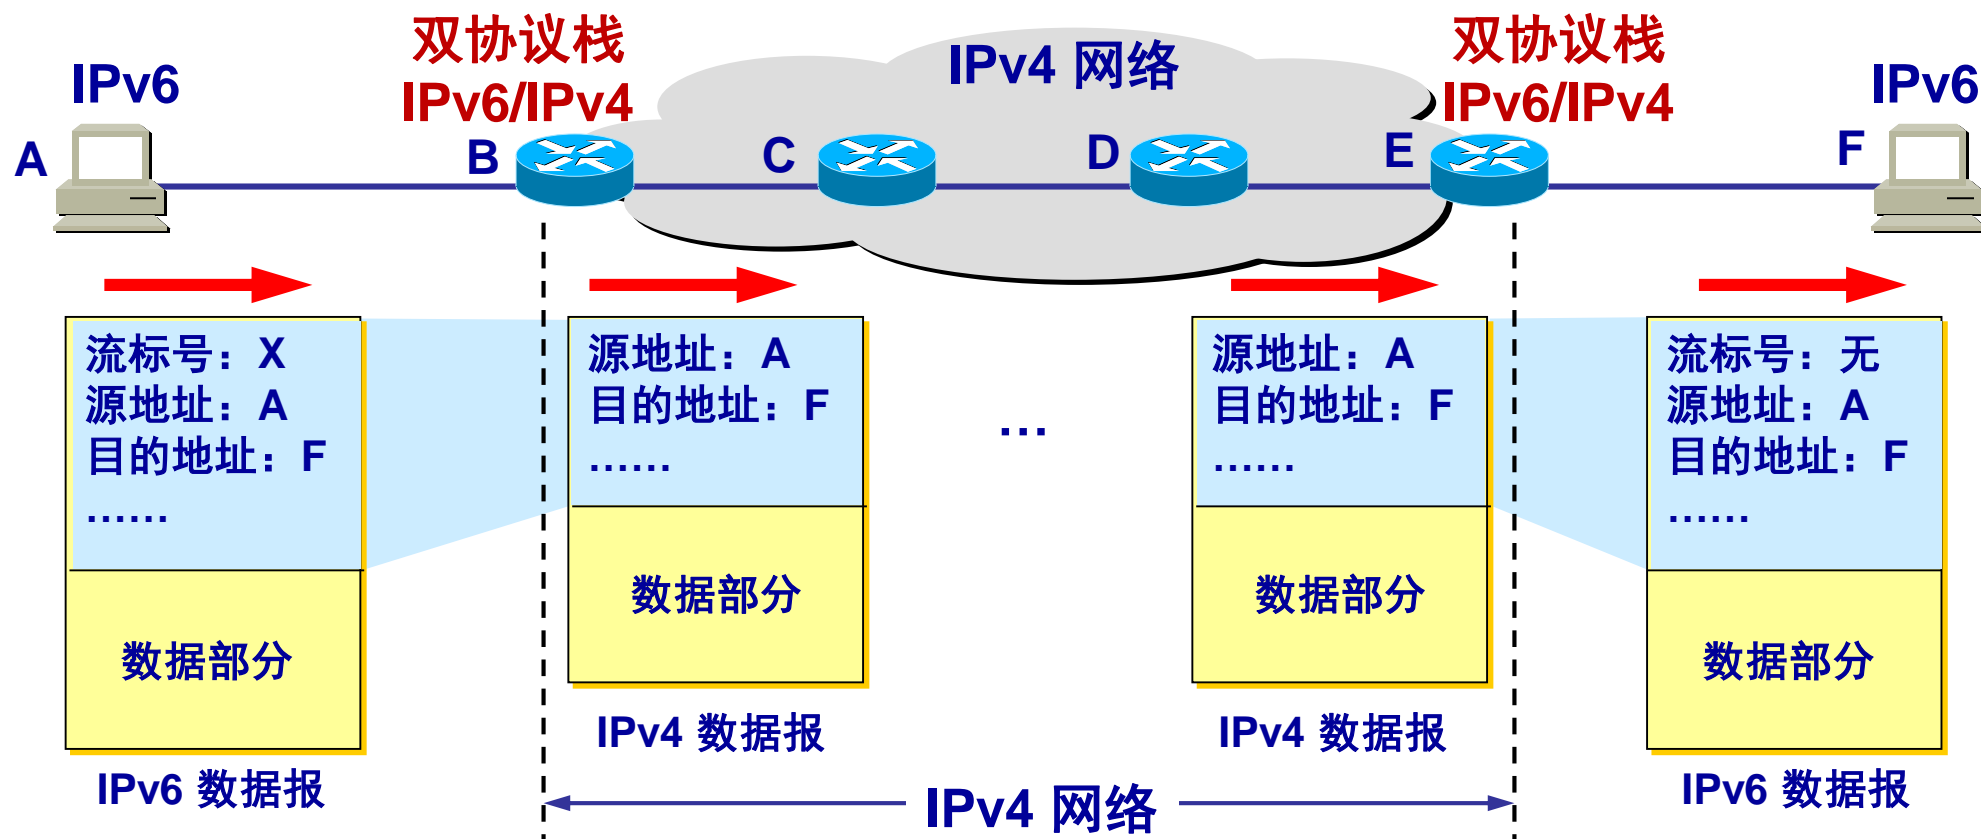 双协议栈
IPv6/IPv4
IPv4 网络
双协议栈
IPv6/IPv4
IPv6
IPv6
A
B
C
D
E
F
流标号：X
源地址：A
目的地址：F
……
数据部分
IPv6 数据报
源地址：A
目的地址：F
……
数据部分
IPv4 数据报
…
源地址：A
目的地址：F
……
数据部分
IPv4 数据报
流标号：无
源地址：A
目的地址：F
……
数据部分
IPv6 数据报
IPv4 网络